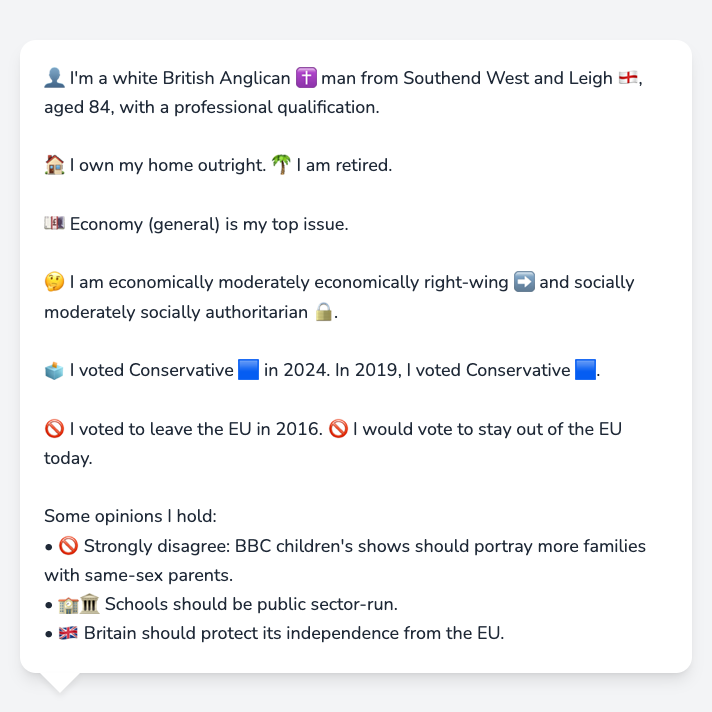 👤 I'm a white British Anglican ✝️ man from Southend West and Leigh 🏴󠁧󠁢󠁥󠁮󠁧󠁿,
aged 84, with a professional qualification.
🏠 I own my home outright. 🌴 I am retired.
💷 Economy (general) is my top issue.
🤔 I am economically moderately economically right-wing ➡️ and socially
moderately socially authoritarian 🔒.
🗳️ I voted Conservative 🟦 in 2024. In 2019, I voted Conservative 🟦.
🚫 I voted to leave the EU in 2016. 🚫 I would vote to stay out of the EU
today.
Some opinions I hold:
• 🚫 Strongly disagree: BBC children's shows should portray more families
with same-sex parents.
• 🏫🏛️ Schools should be public sector-run.
• 🇬🇧 Britain should protect its independence from the EU.